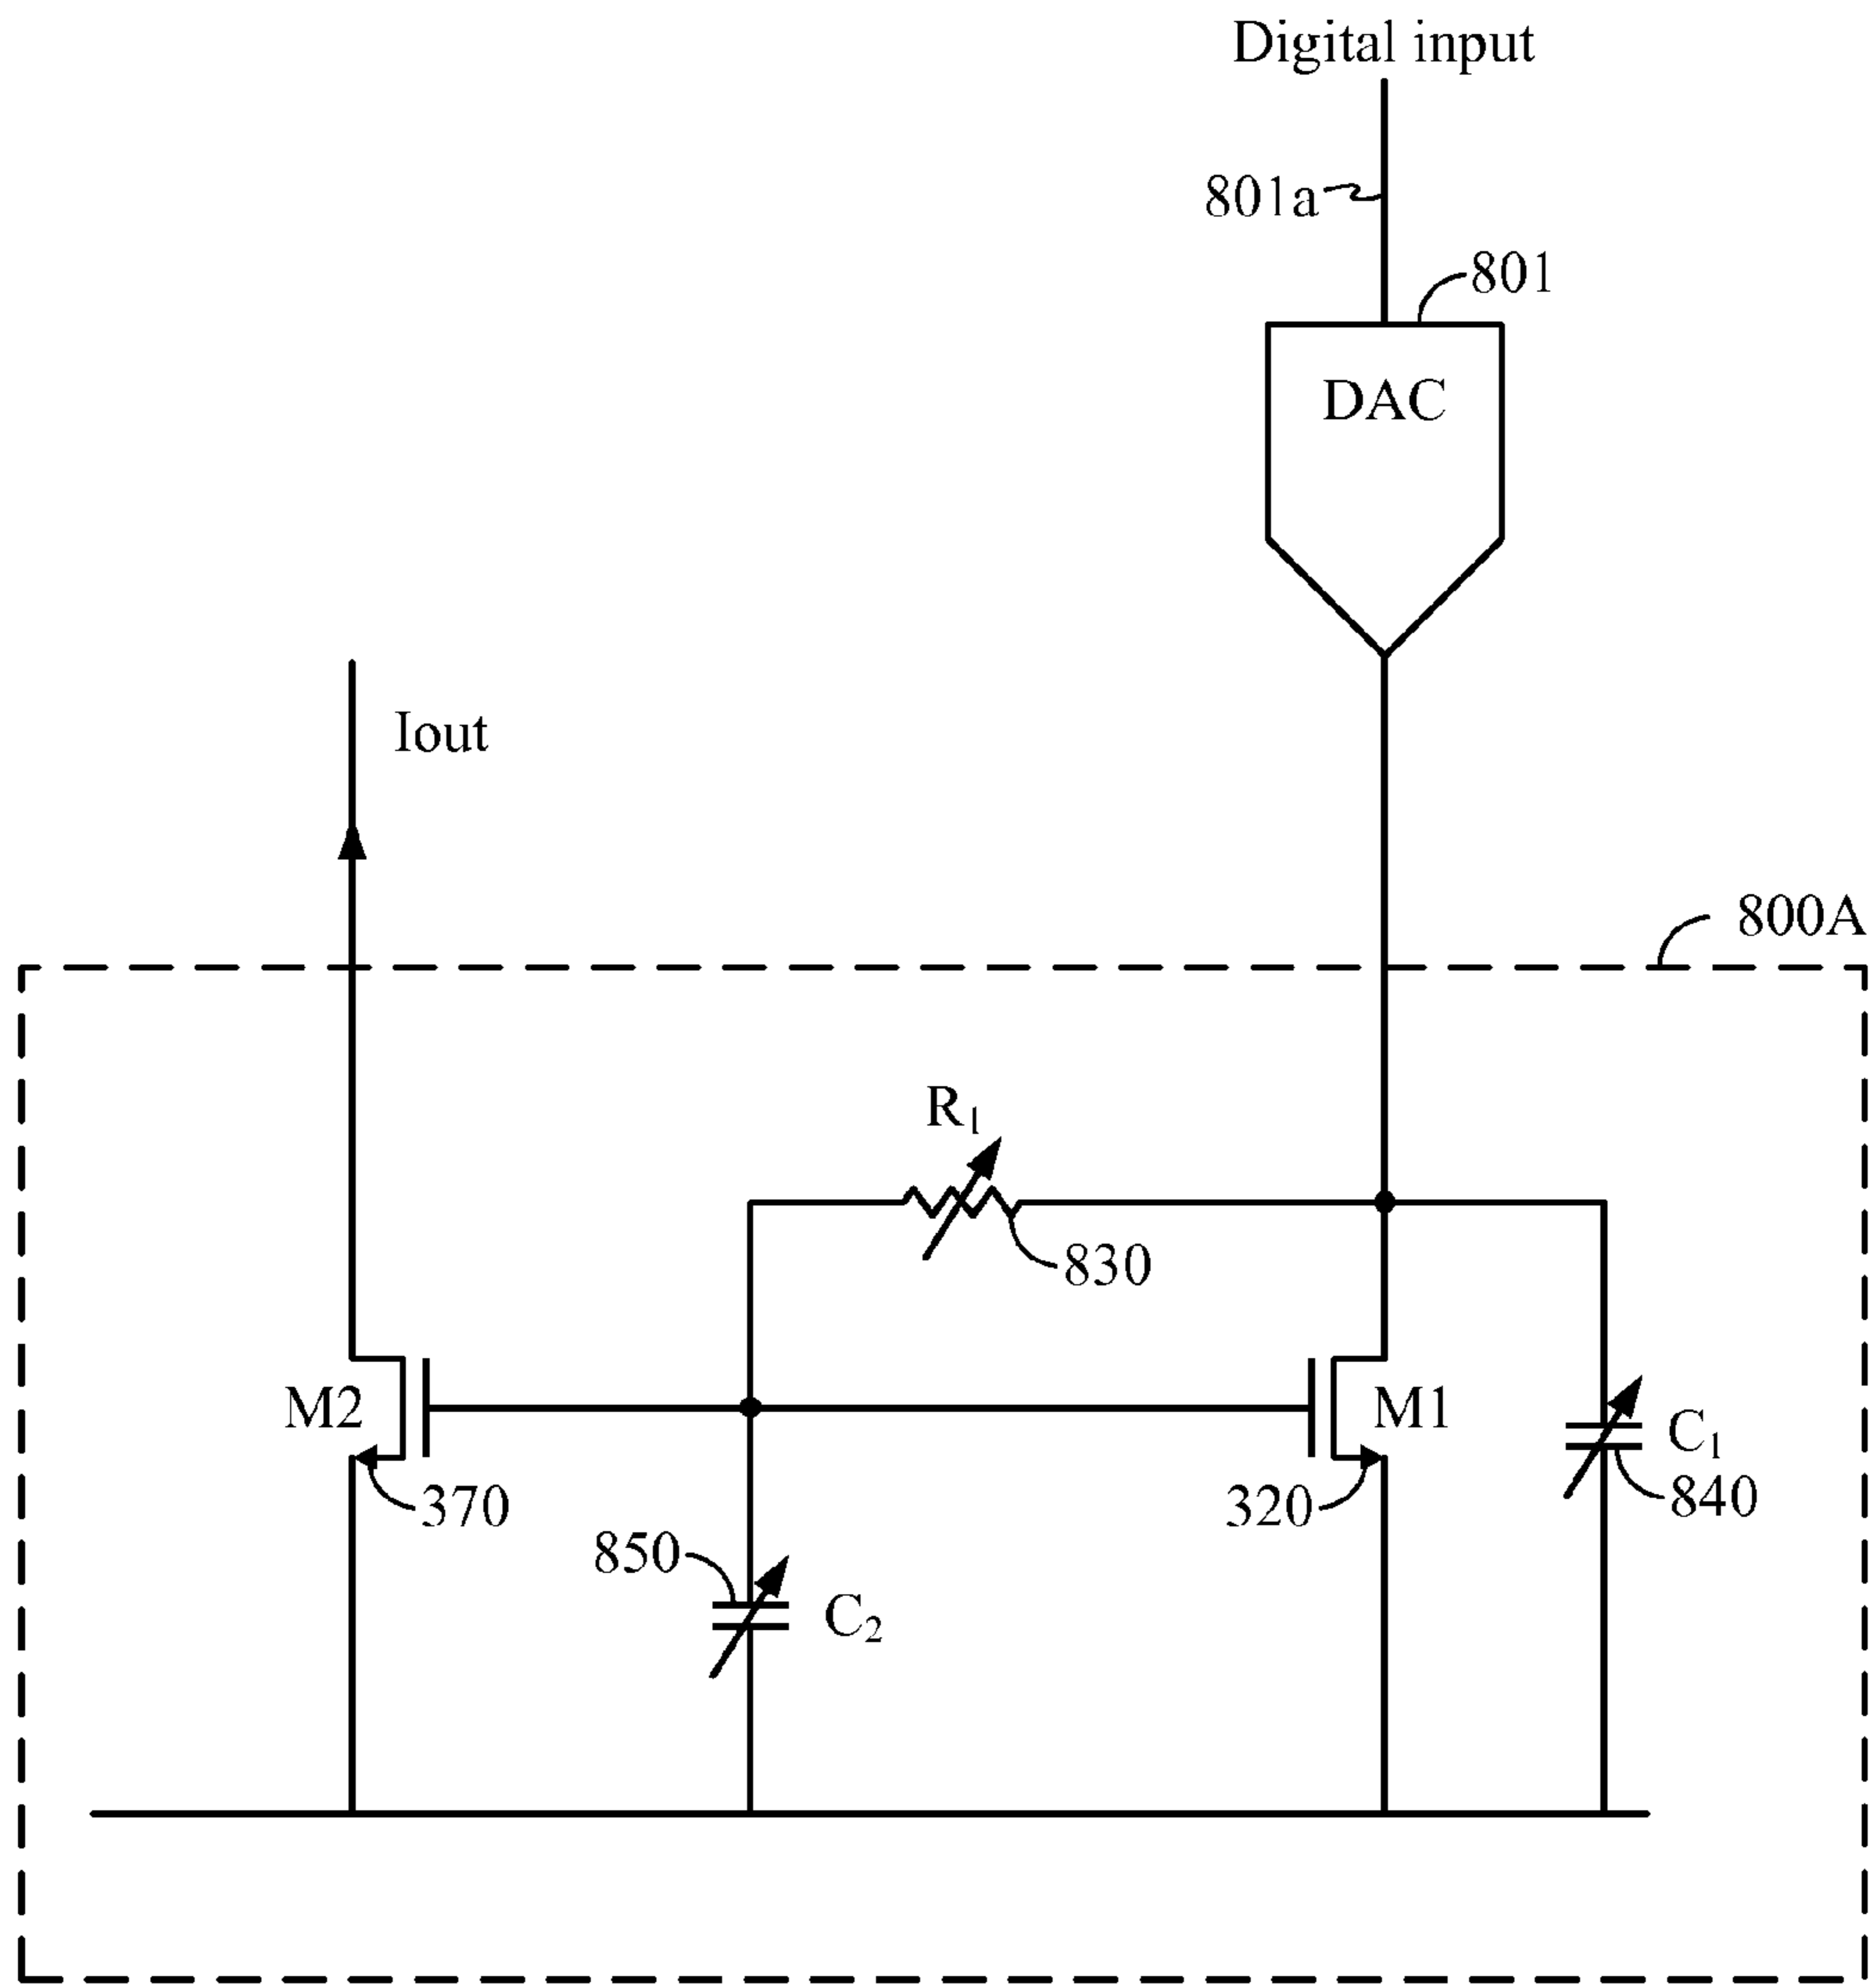 Digital input
801a
801
DAC
Iout
800A
R1
830
M2
M1
C1
370
320
840
850
C2